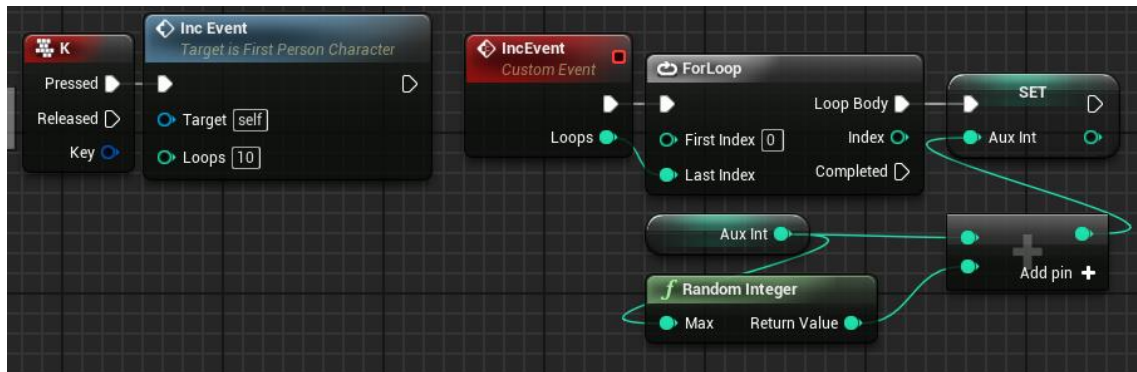 K
Pressed
Released
Key
Inc Event
Target is First Person Character
Target self
Loops 10
IncEvent
Custom Event
Loops
ForLoop
Loop Body
First Index 0
Index
Last Index
Completed
SET
Aux Int
Aux Int
Add pin
f Random Integer
Max
Return Value